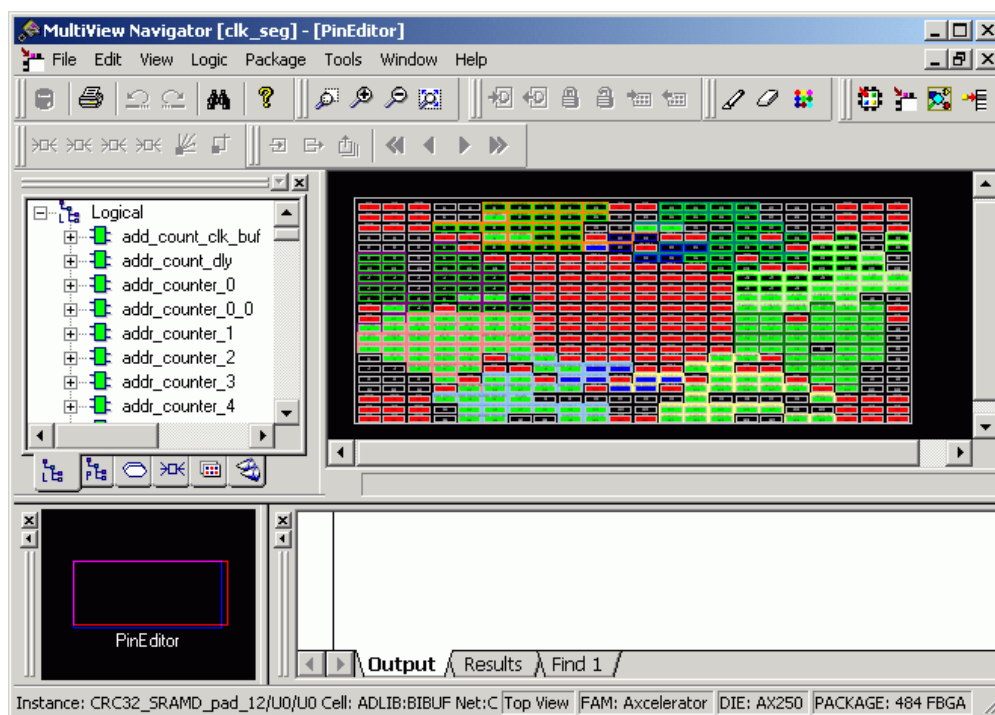 MultiView Navigator [clk_seg] - [PinEditor]
File Edit View Logic Package Tools Window Help
Logical
add_count_clk_buf
addr_count_dly
addr_counter_0
addr_counter_0_0
addr_counter_1
addr_counter_2
addr_counter_3
addr_counter_4
PinEditor
Output Results Find 1
Instance: CRC32_SRAMD_pad_12/U0/U0 Cell: ADLIB:BIBUF Net:C Top View FAM: Axcelerator DIE: AX250 PACKAGE: 484 FBGA